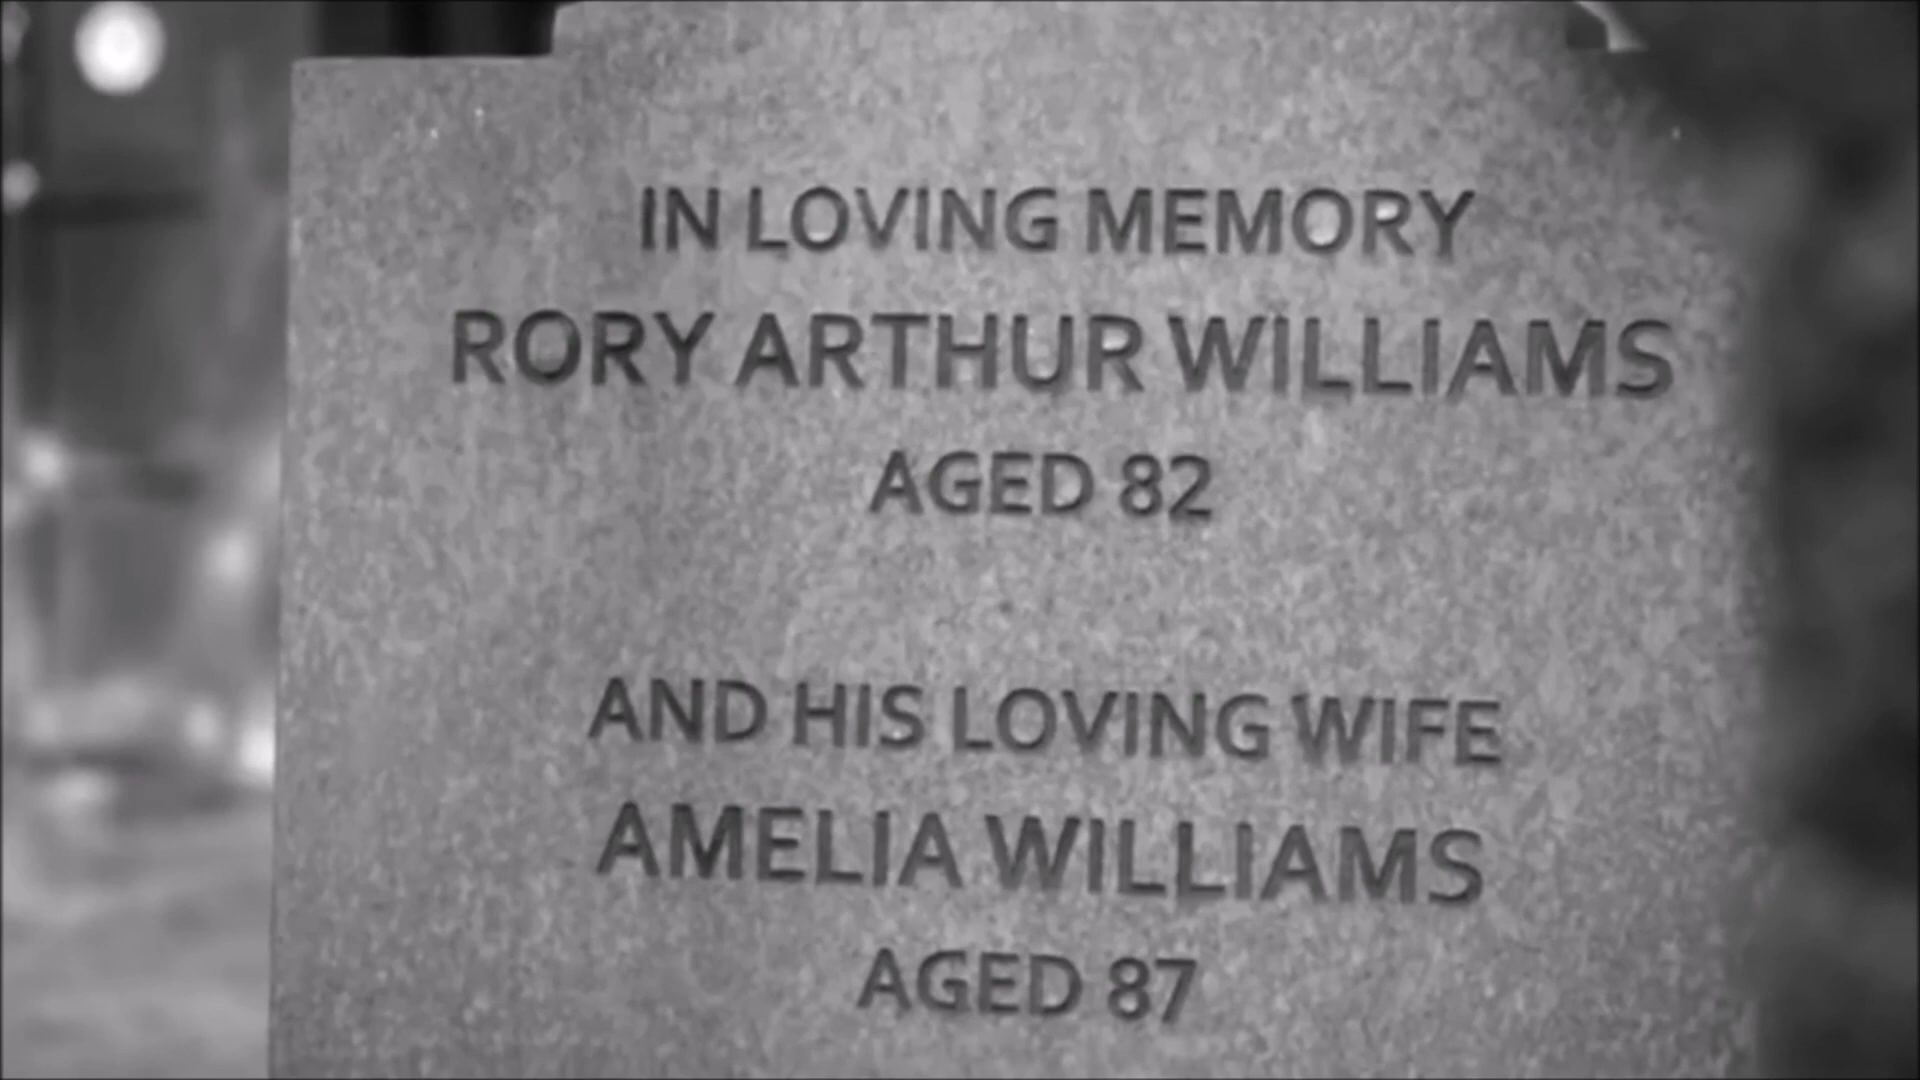 IN LOVING MEMORY
RORY ARTHUR WILLIAMS
AGED 82
AND HIS LOVING WIFE
AMELIA WILLIAMS
AGED 87